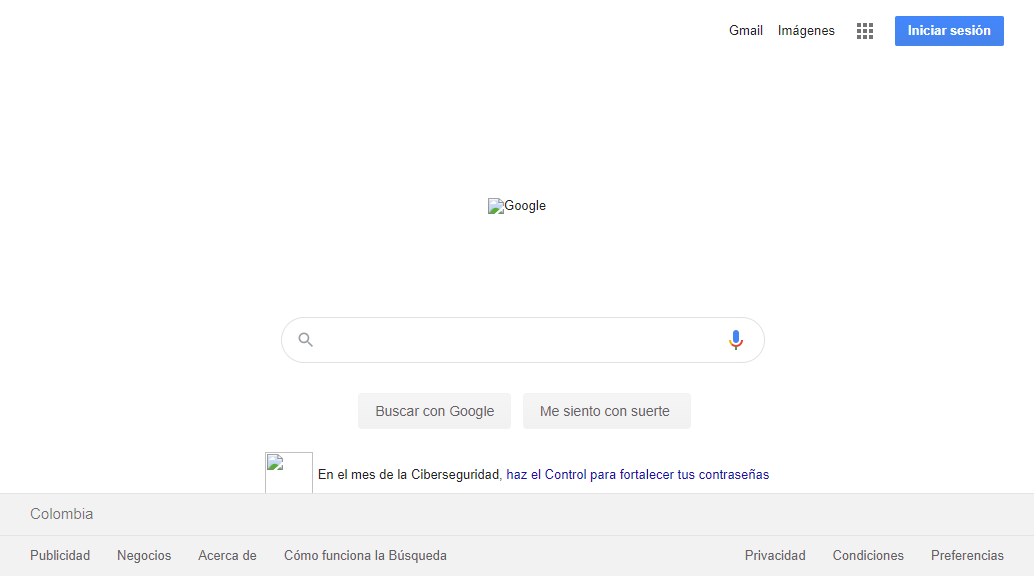 Gmail Imágenes Iniciar sesión
Google
Buscar con Google Me siento con suerte
En el mes de la Ciberseguridad, haz el Control para fortalecer tus contraseñas
Colombia
Publicidad Negocios Acerca de Cómo funciona la Búsqueda Privacidad Condiciones Preferencias